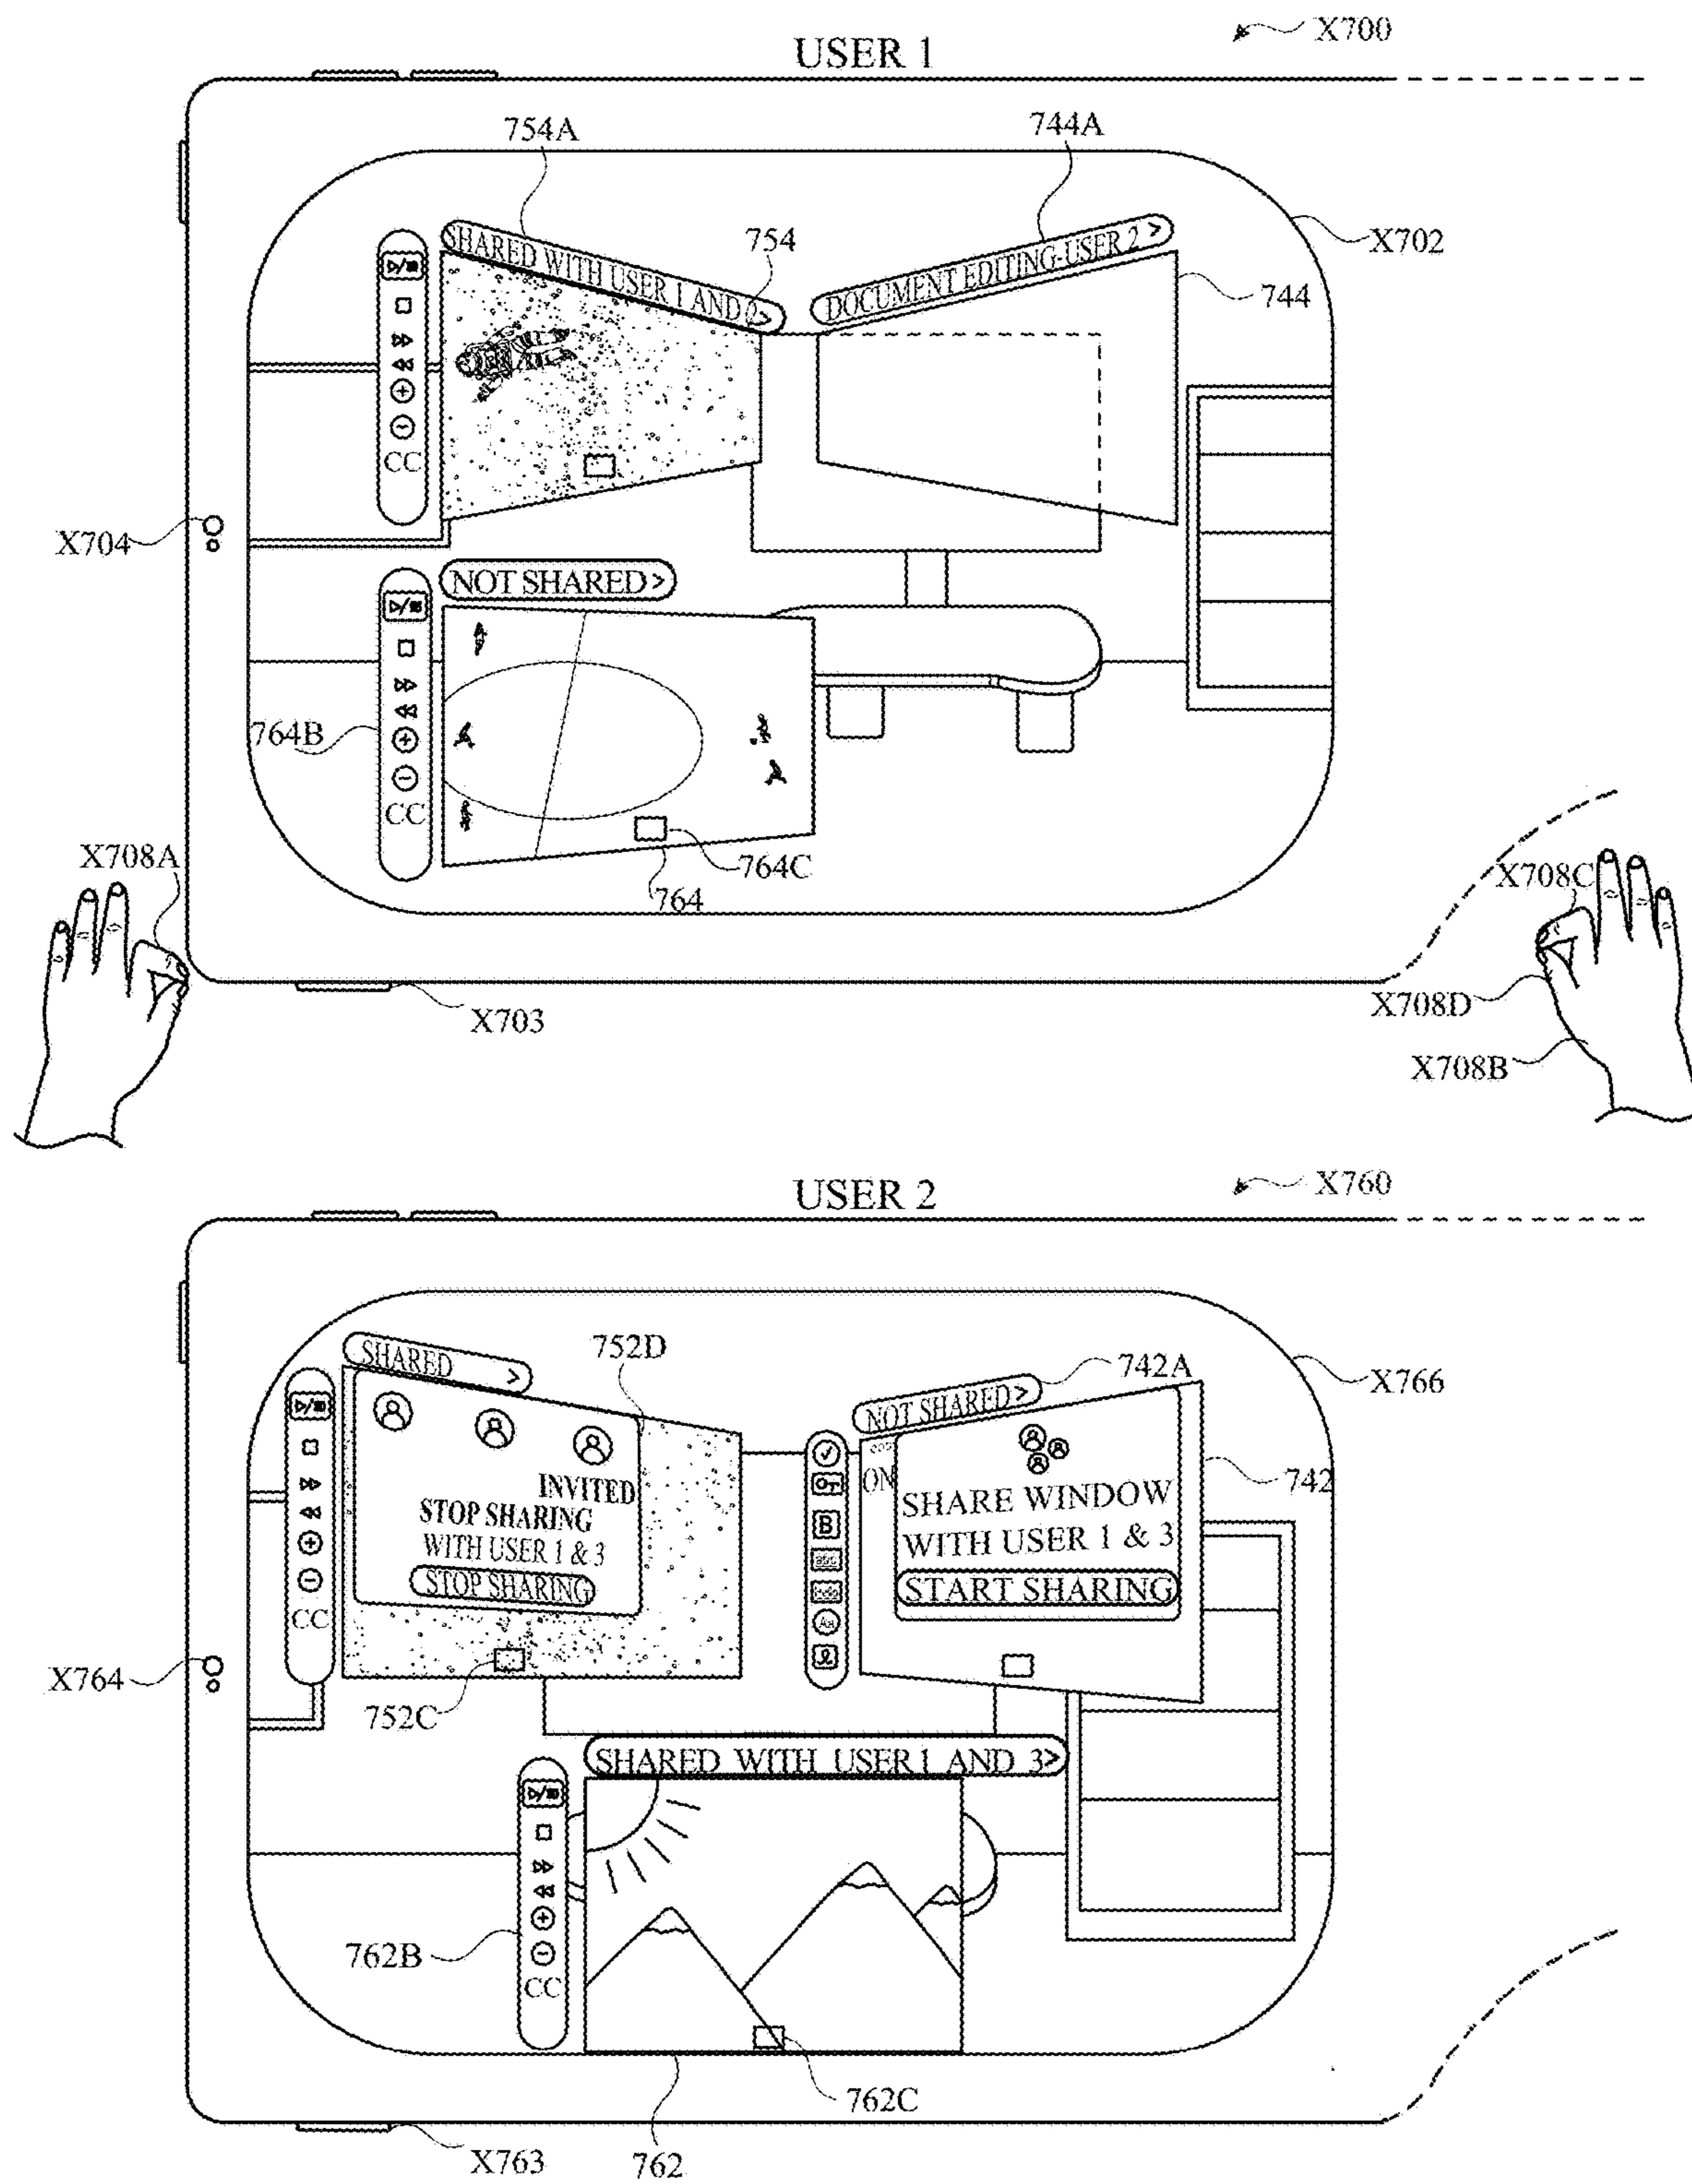 X700
USER 1
754A
744A
SHARED WITH USER 1 AND 2 >
754
DOCUMENT EDITING-USER 2 >
X702
744
CC
X704
NOT SHARED >
764B
CC
764C
764
X708A
X708C
X703
X708D
X708B
X760
USER 2
SHARED >
752D
742A
X766
NOT SHARED >
742
INVITED
STOP SHARING
WITH USER 1 & 3
STOP SHARING
ON
B
SHARE WINDOW
WITH USER 1 & 3
START SHARING
CC
X764
752C
SHARED WITH USER 1 AND 3 >
762B
CC
762C
X763
762